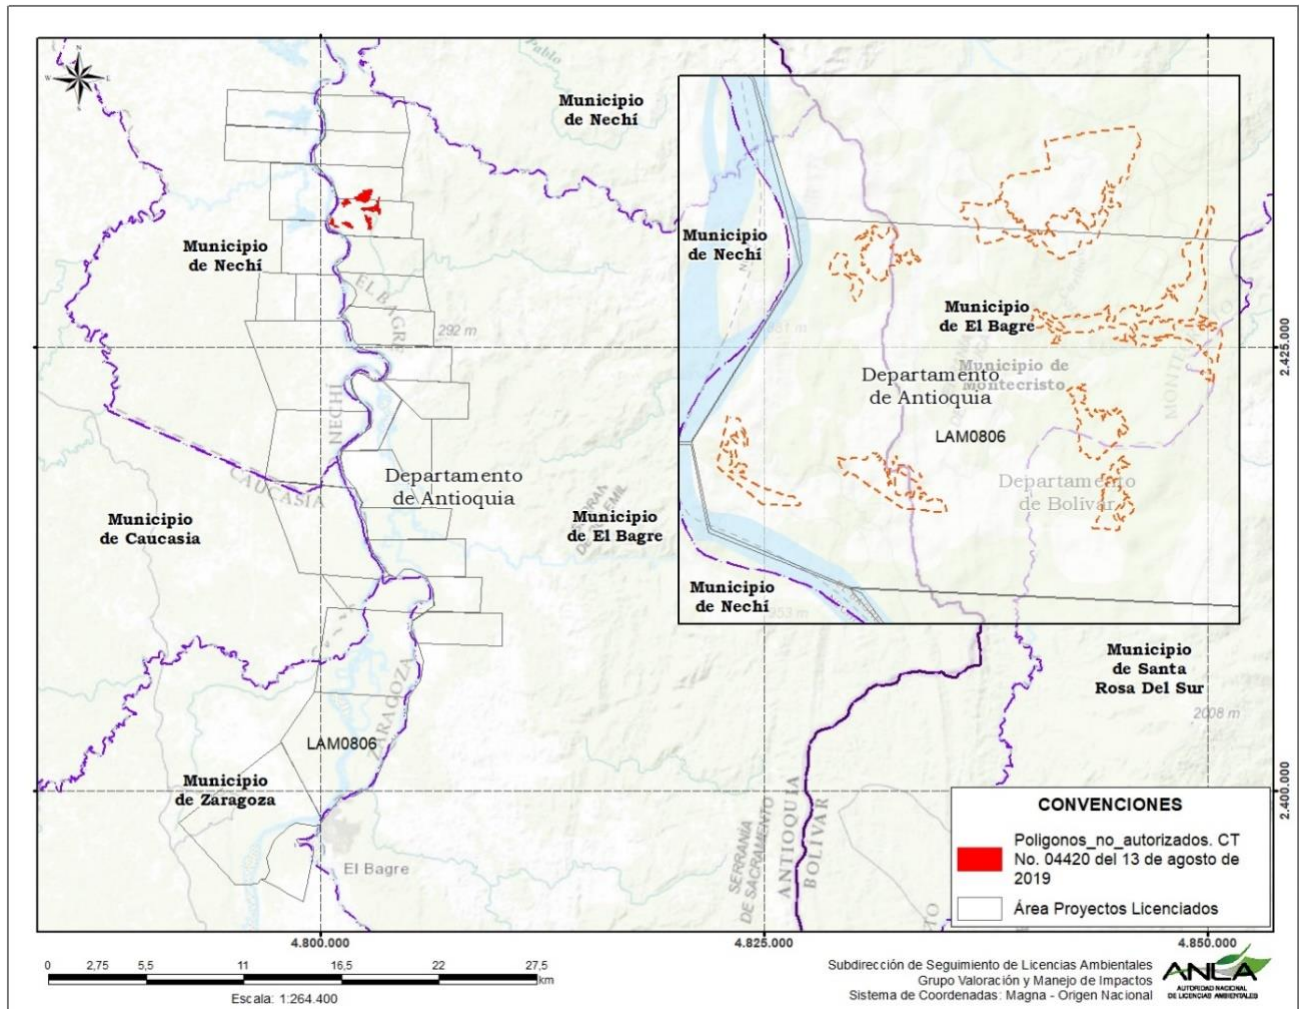 N
W
L
S
Pablo
Municipio
de Nechí
Municipio
de Nechí
EL BAGRE
292 m
NECHÍ
CAUCASIA
Departamento
de Antioquia
Municipio
de Caucasia
Municipio
de El Bagre
ZARAGOZA
LAM0806
Municipio
de Zaragoza
El Bagre
Municipio
de Nechí
Municipio
de El Bagre
Municipio de
Montecristo
Departamento
de Antioquia
LAM0806
Departamento
de Bolívar
Municipio
de Nechí
953 m
Municipio
de Santa
Rosa Del Sur
2008 m
SERRANÍA
DE SACRAMENTO
ANTIOQUIA
BOLIVAR
2.425.000
2.400.000
CONVENCIONES
Poligonos_no_autorizados. CT
No. 04420 del 13 de agosto de
2019
Área Proyectos Licenciados
4.800.000
4.825.000
4.850.000
0 2,75 5,5 11 16,5 22 27,5
km
Escala: 1:264.400
Subdirección de Seguimiento de Licencias Ambientales
Grupo Valoración y Manejo de Impactos
Sistema de Coordenadas: Magna - Origen Nacional
ANLA
AUTORIDAD NACIONAL
DE LICENCIAS AMBIENTALES